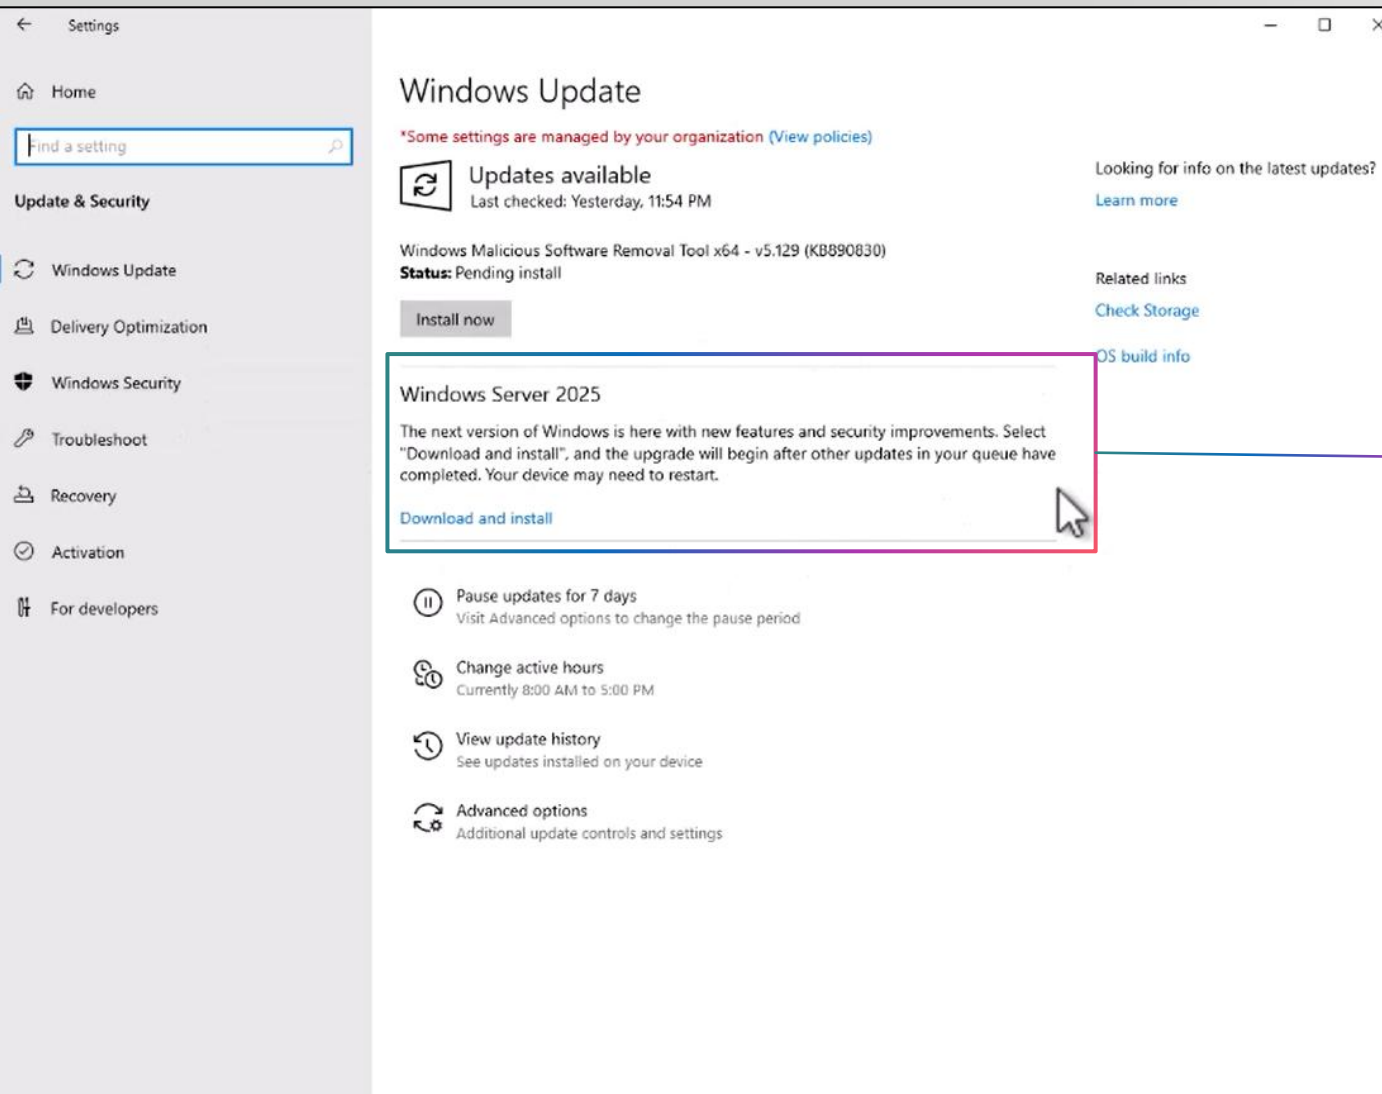 Settings
Home
Find a setting
Update & Security
Windows Update
Delivery Optimization
Windows Security
Troubleshoot
Recovery
Activation
For developers
Windows Update
*Some settings are managed by your organization (View policies)
Updates available
Last checked: Yesterday, 11:54 PM
Windows Malicious Software Removal Tool x64 - v5.129 (KB890830)
Status: Pending install
Install now
Windows Server 2025
The next version of Windows is here with new features and security improvements. Select
"Download and install", and the upgrade will begin after other updates in your queue have
completed. Your device may need to restart.
Download and install
Pause updates for 7 days
Visit Advanced options to change the pause period
Change active hours
Currently 8:00 AM to 5:00 PM
View update history
See updates installed on your device
Advanced options
Additional update controls and settings
Looking for info on the latest updates?
Learn more
Related links
Check Storage
OS build info